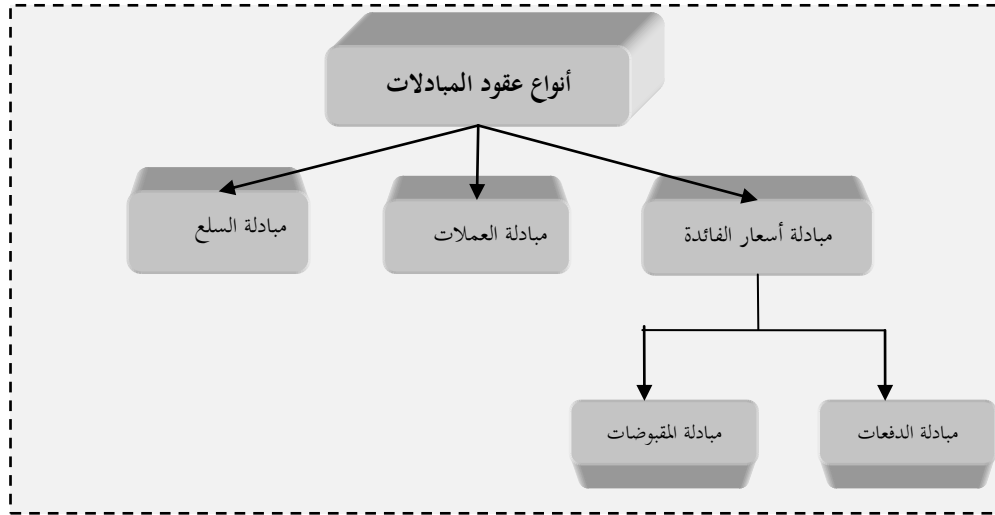 أنواع عقود المبادلات
مبادلة أسعار الفائدة
مبادلة العملات
مبادلة السلع
مبادلة الدفعات
مبادلة المقبوضات